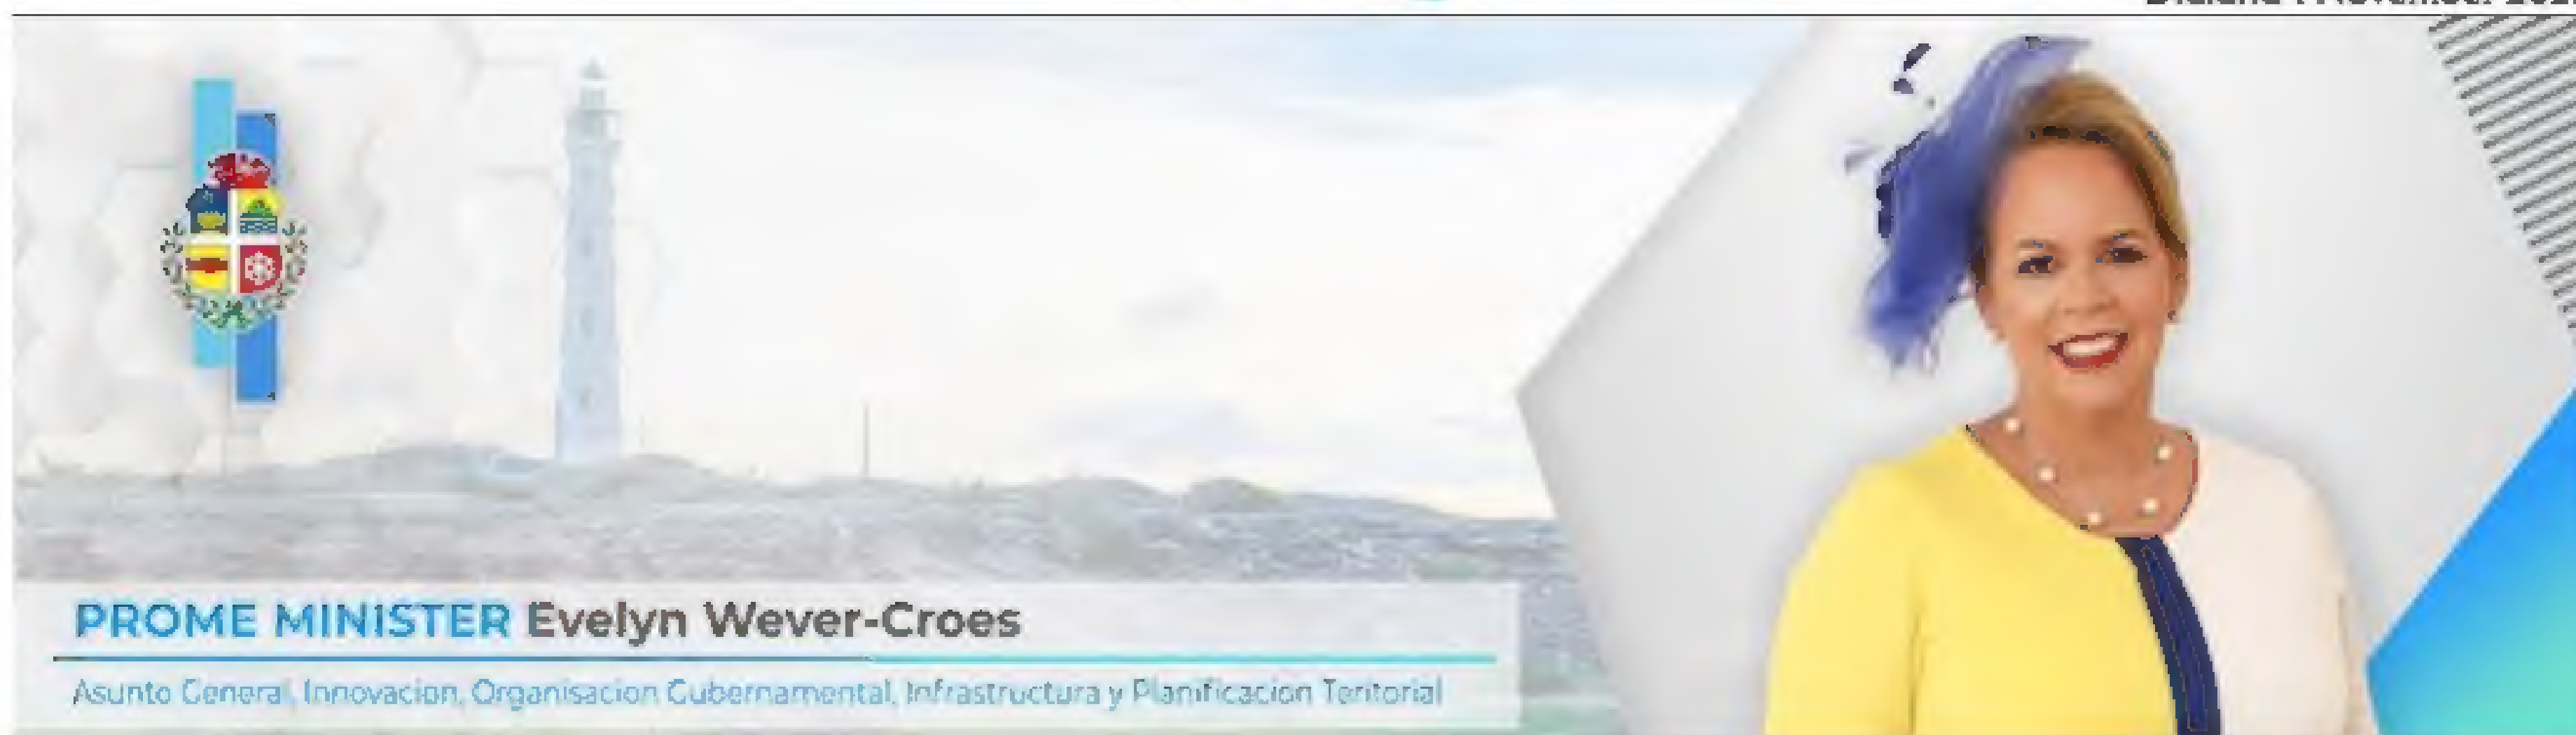 PROME MINISTER Evelyn Wever-Croes
Asunto General, Innovacion, Organisacion Gubernamental, Infrastructura y Planificacion Teritorial